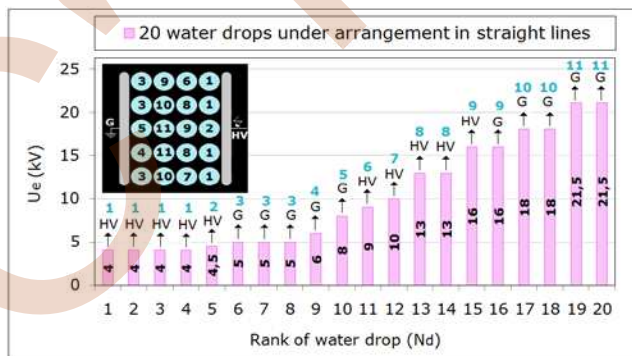 20 water drops under arrangement in straight lines
Ue (kV)
25
20
15
10
5
0
G
HV
3 9 6 1
3 10 8 1
5 11 9 2
4 11 8 1
3 10 7 1
1 1 1 1 2 3 3 3 4 5 6 7 8 8 9 9 10 10 11 11
HV HV HV HV HV G G G G G HV HV HV HV HV G G G G G
4 4 4 4 4,5 5 5 5 6 8 9 10 13 13 16 16 18 18 21,5 21,5
1 2 3 4 5 6 7 8 9 10 11 12 13 14 15 16 17 18 19 20
Rank of water drop (Nd)